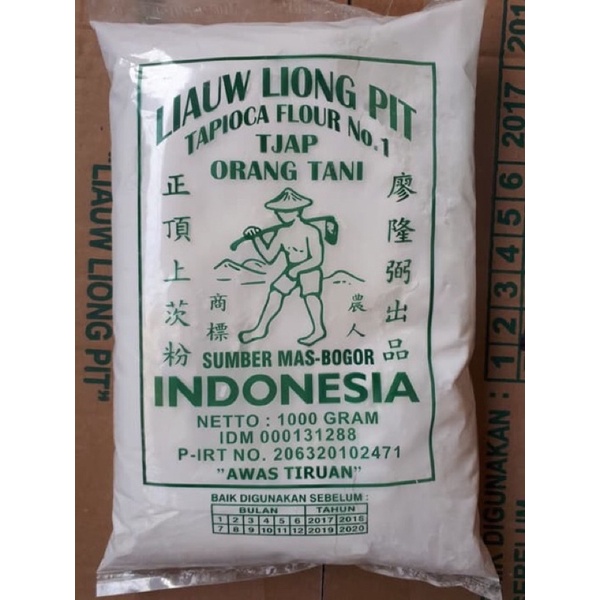 LIAUW LIONG PIT
TAPIOCA FLOUR No.1
TJAP
ORANG TANI
正頂上茨粉
廖隆弼出品
商標
農人
SUMBER MAS-BOGOR
INDONESIA
NETTO : 1000 GRAM
IDM 000131288
P-IRT NO. 206320102471
"AWAS TIRUAN"
BAIK DIGUNAKAN SEBELUM :
BULAN TAHUN
1 2 3 4 5 6 2017 2018
7 8 9 10 11 12 2019 2020
"LIAUW LIONG PIT"
1 2 3 4 5 6 2017 201
K DIGUNAKAN :
SEBELUM